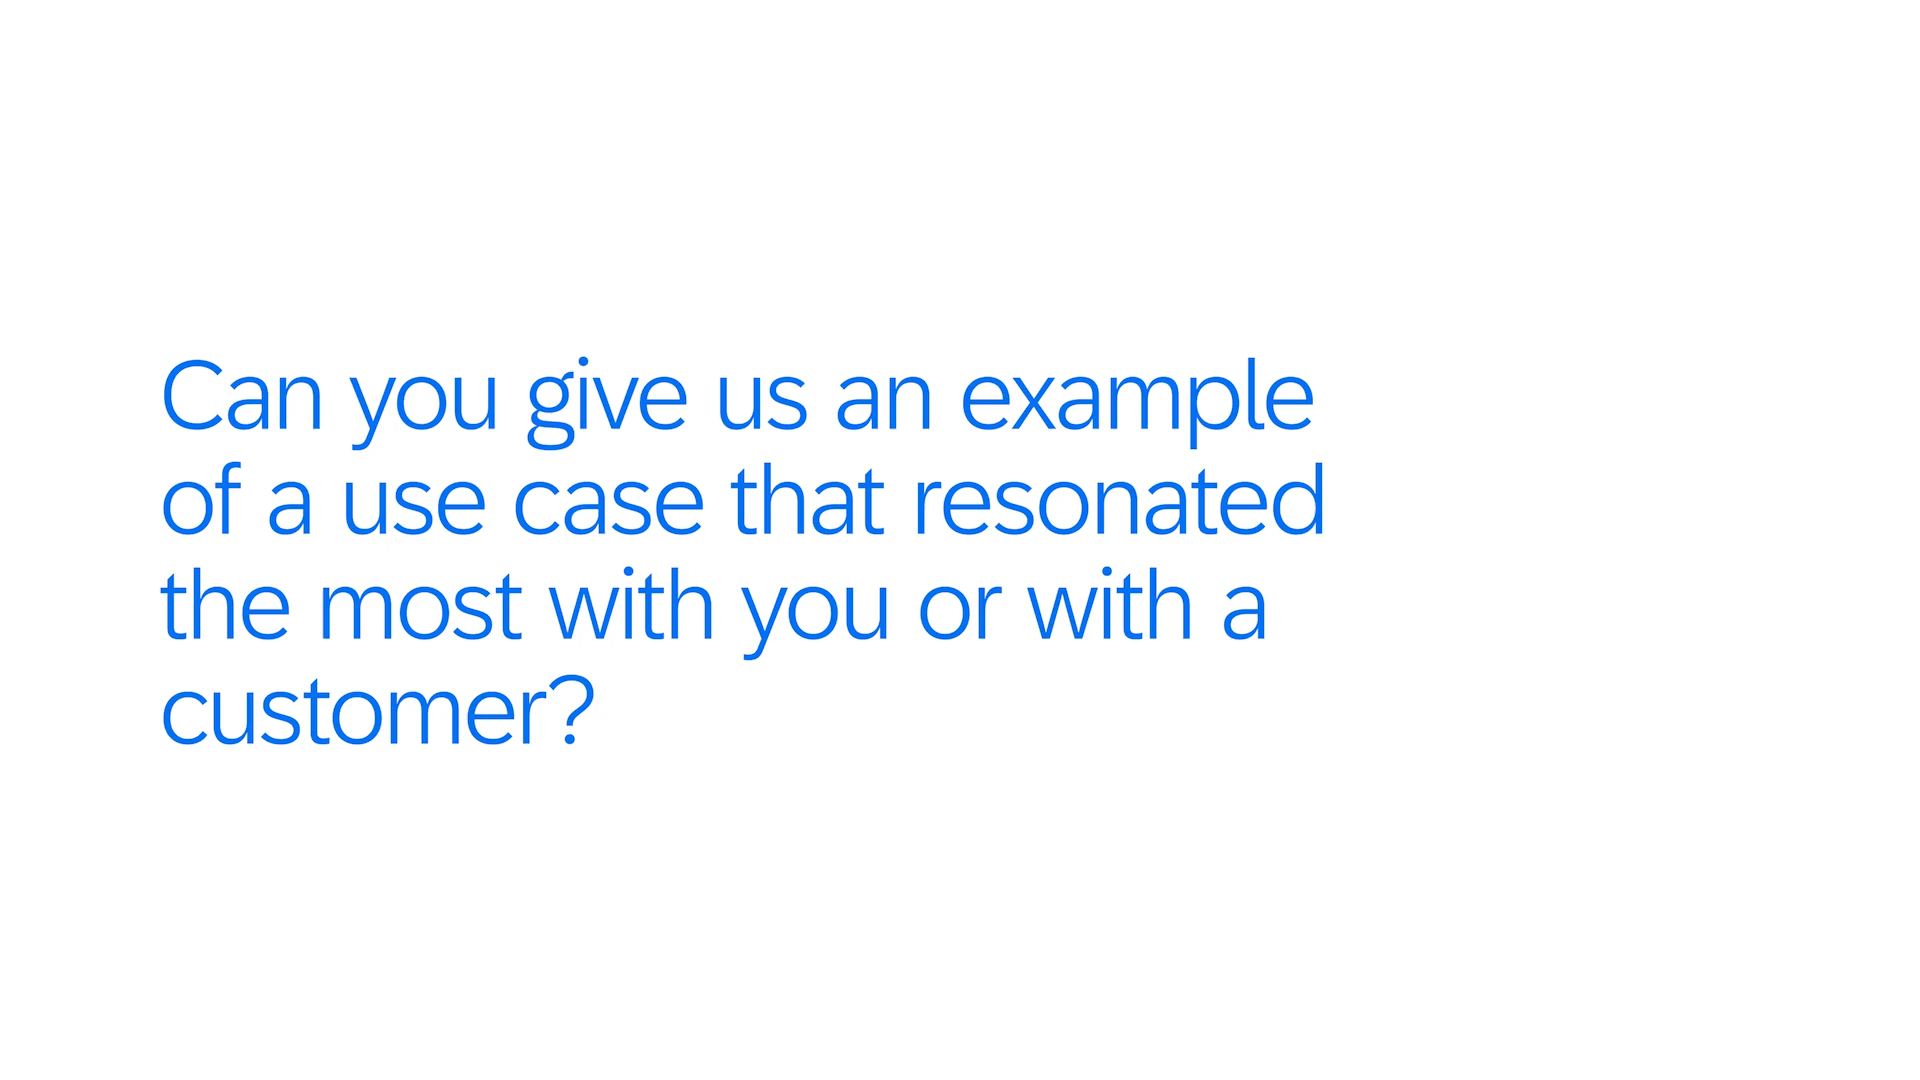 Can you give us an example
of a use case that resonated
the most with you or with a
customer?